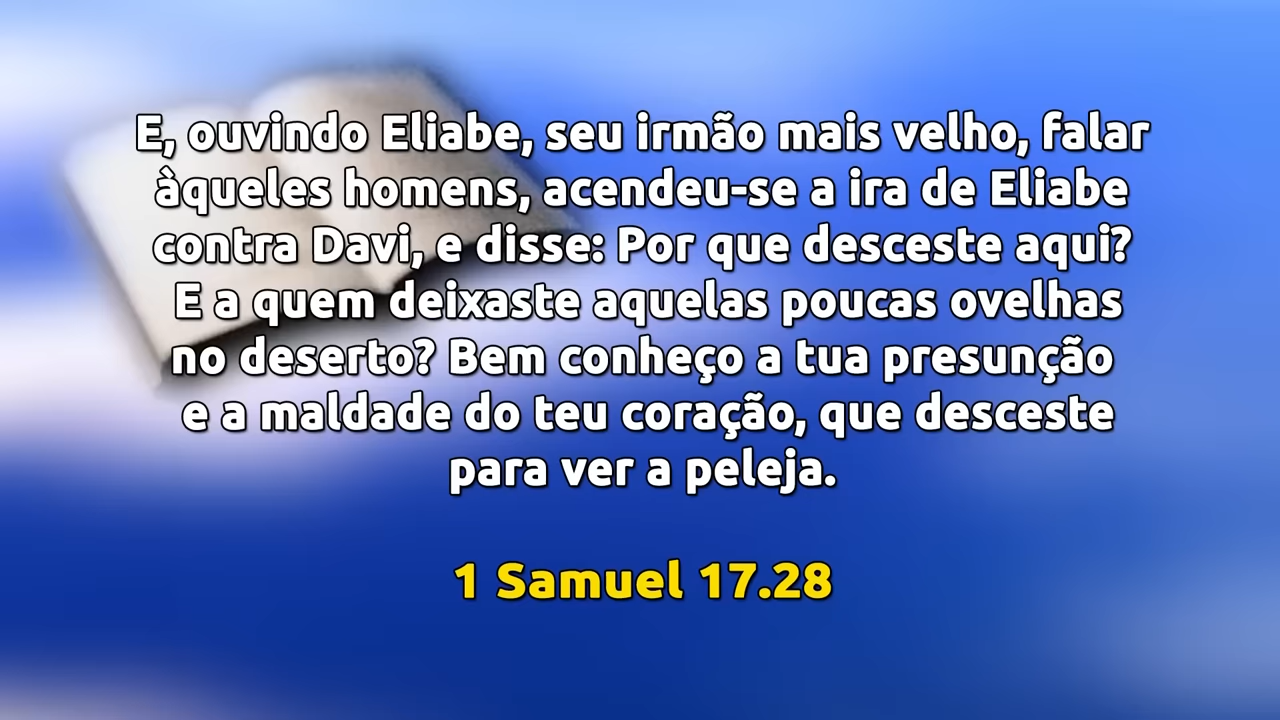 E, ouvindo Eliabe, seu irmão mais velho, falar
àqueles homens, acendeu-se a ira de Eliabe
contra Davi, e disse: Por que desceste aqui?
E a quem deixaste aquelas poucas ovelhas
no deserto? Bem conheço a tua presunção
e a maldade do teu coração, que desceste
para ver a peleja.
1 Samuel 17.28